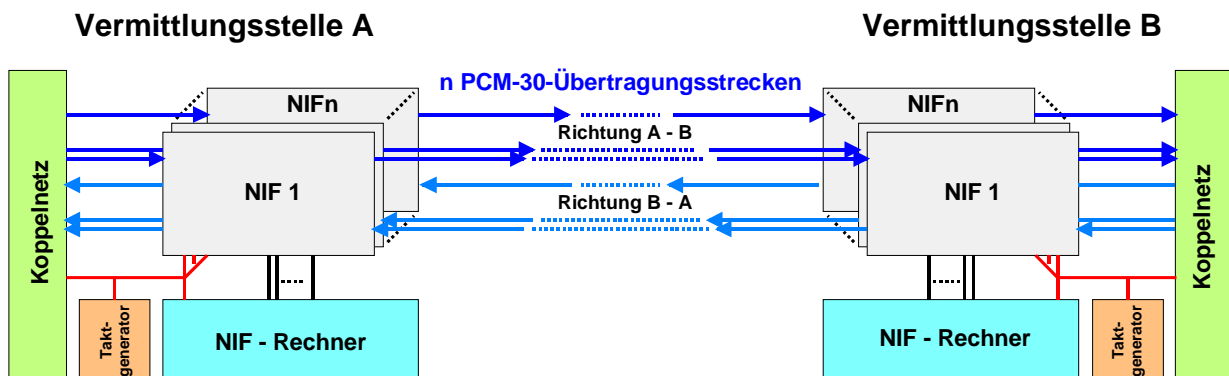 Vermittlungsstelle A
Vermittlungsstelle B
n PCM-30-Übertragungsstrecken
NIFn
NIFn
Richtung A - B
NIF 1
NIF 1
Richtung B - A
Koppelnetz
Koppelnetz
Takt-
generator
NIF - Rechner
NIF - Rechner
Takt-
generator